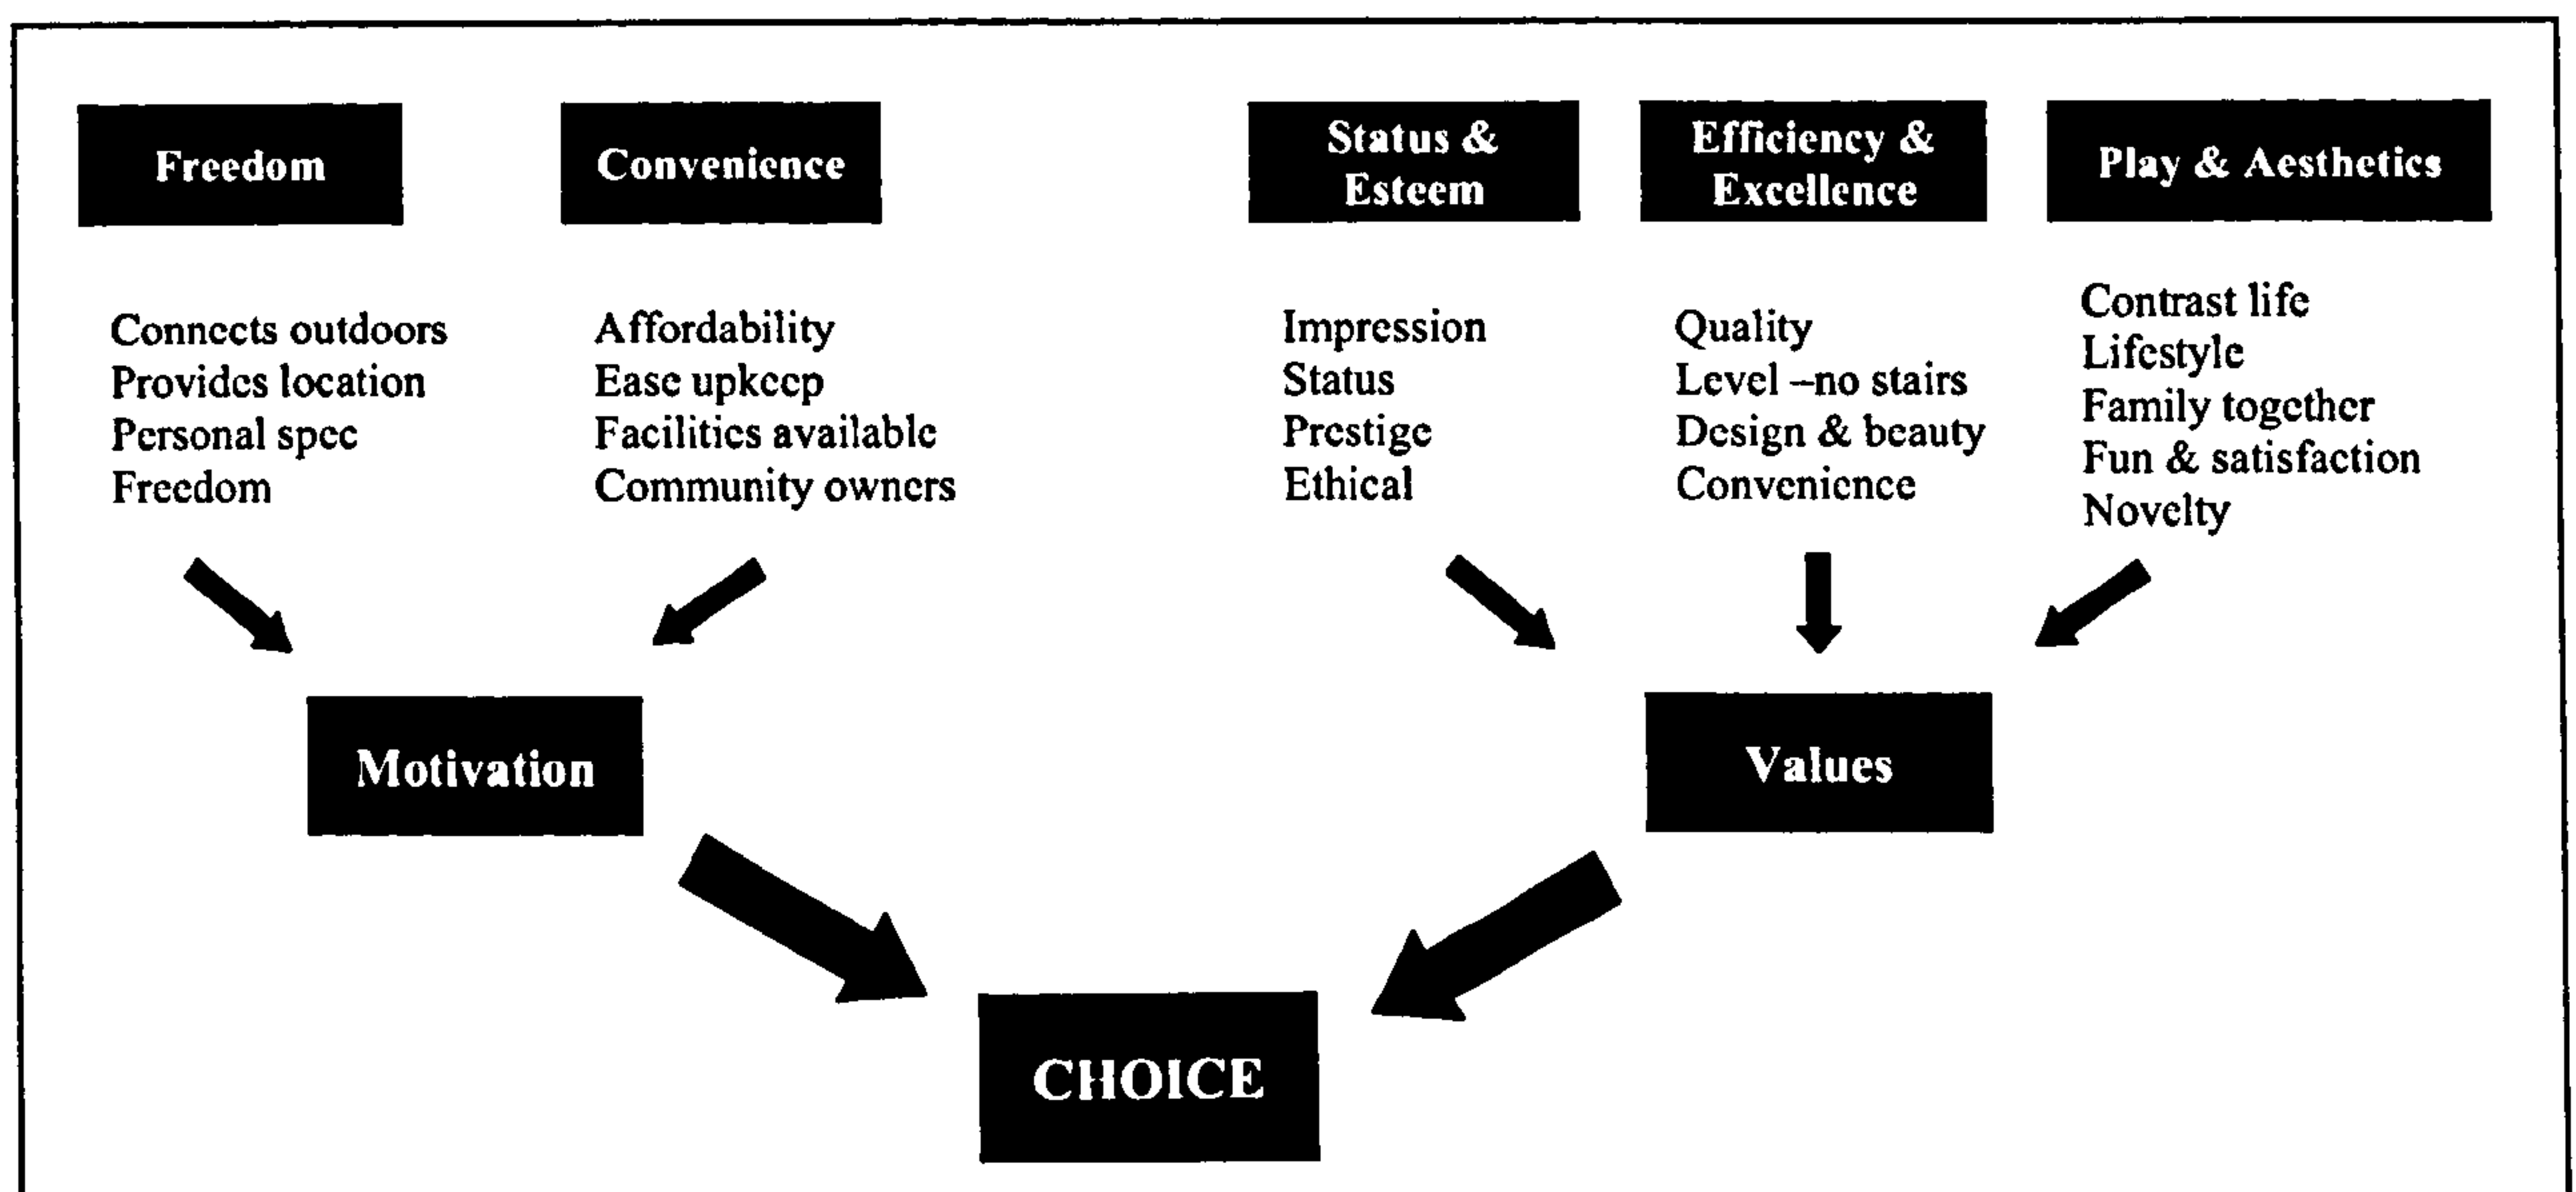 Freedom
Convenience
Status &
Esteem
Efficiency &
Excellence
Play & Aesthetics
Connects outdoors
Provides location
Personal spec
Freedom
Affordability
Ease upkeep
Facilities available
Community owners
Impression
Status
Prestige
Ethical
Quality
Level –no stairs
Design & beauty
Convenience
Contrast life
Lifestyle
Family together
Fun & satisfaction
Novelty
Motivation
Values
CHOICE